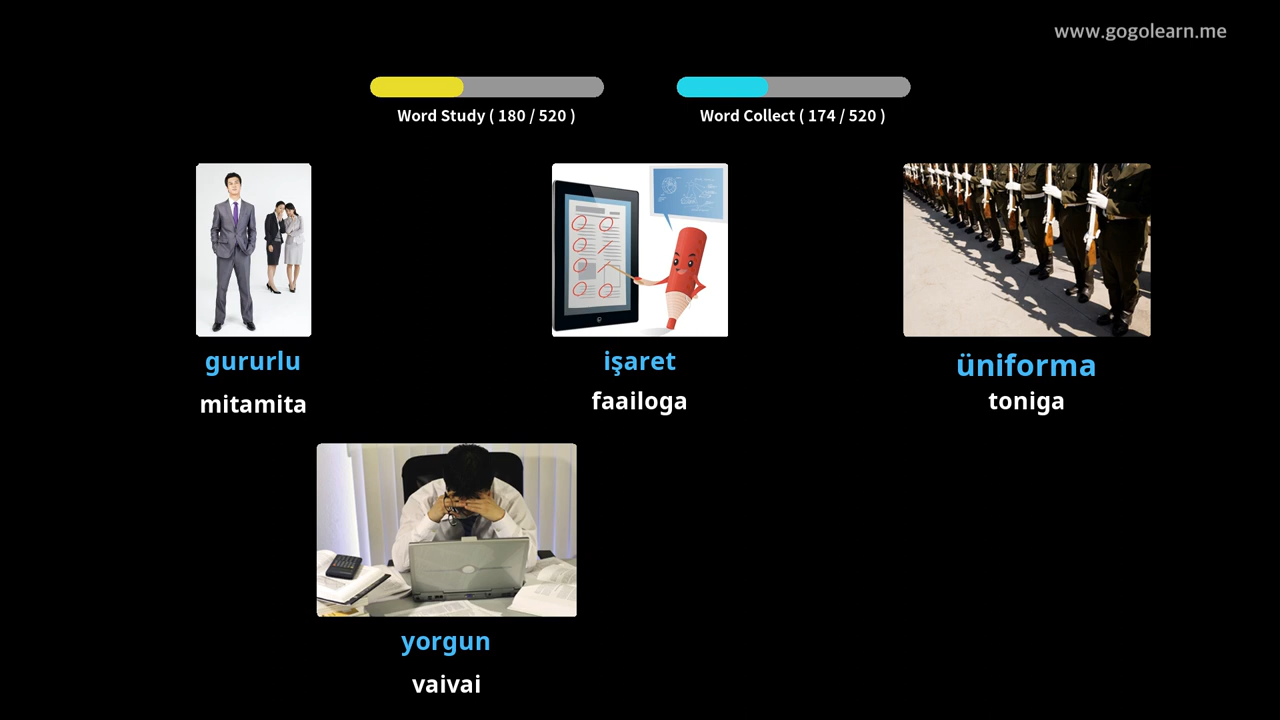 www.gogolearn.me
Word Study ( 180 / 520 )
Word Collect ( 174 / 520 )
gururlu
işaret
üniforma
mitamita
faailoga
toniga
yorgun
vaivai